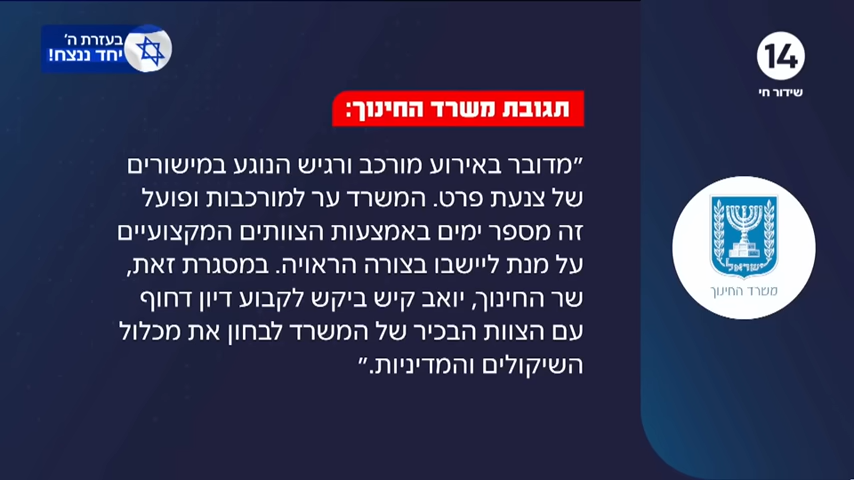 בעזרת ה'
יחד ננצח!
14
שידור חי
תגובת משרד החינוך:
"מדובר באירוע מורכב ורגיש הנוגע במישורים
של צנעת פרט. המשרד ער למורכבות ופועל
זה מספר ימים באמצעות הצוותים המקצועיים
על מנת ליישבו בצורה הראויה. במסגרת זאת,
שר החינוך, יואב קיש ביקש לקבוע דיון דחוף
עם הצוות הבכיר של המשרד לבחון את מכלול
השיקולים והמדיניות."
ישראל
משרד החינוך